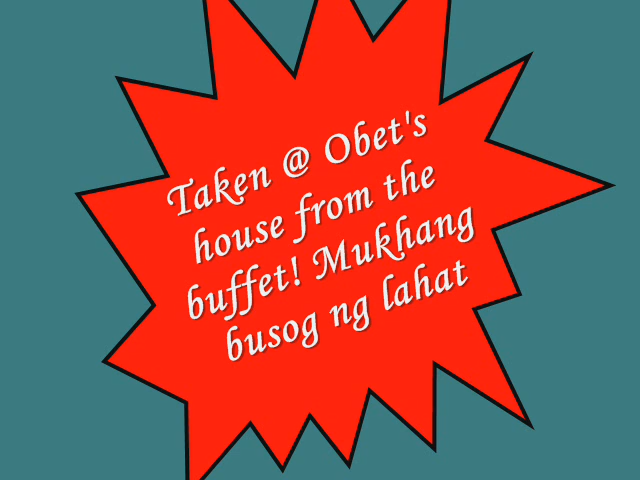 Taken @ Obet's
house from the
buffet! Mukhang
busog ng lahat